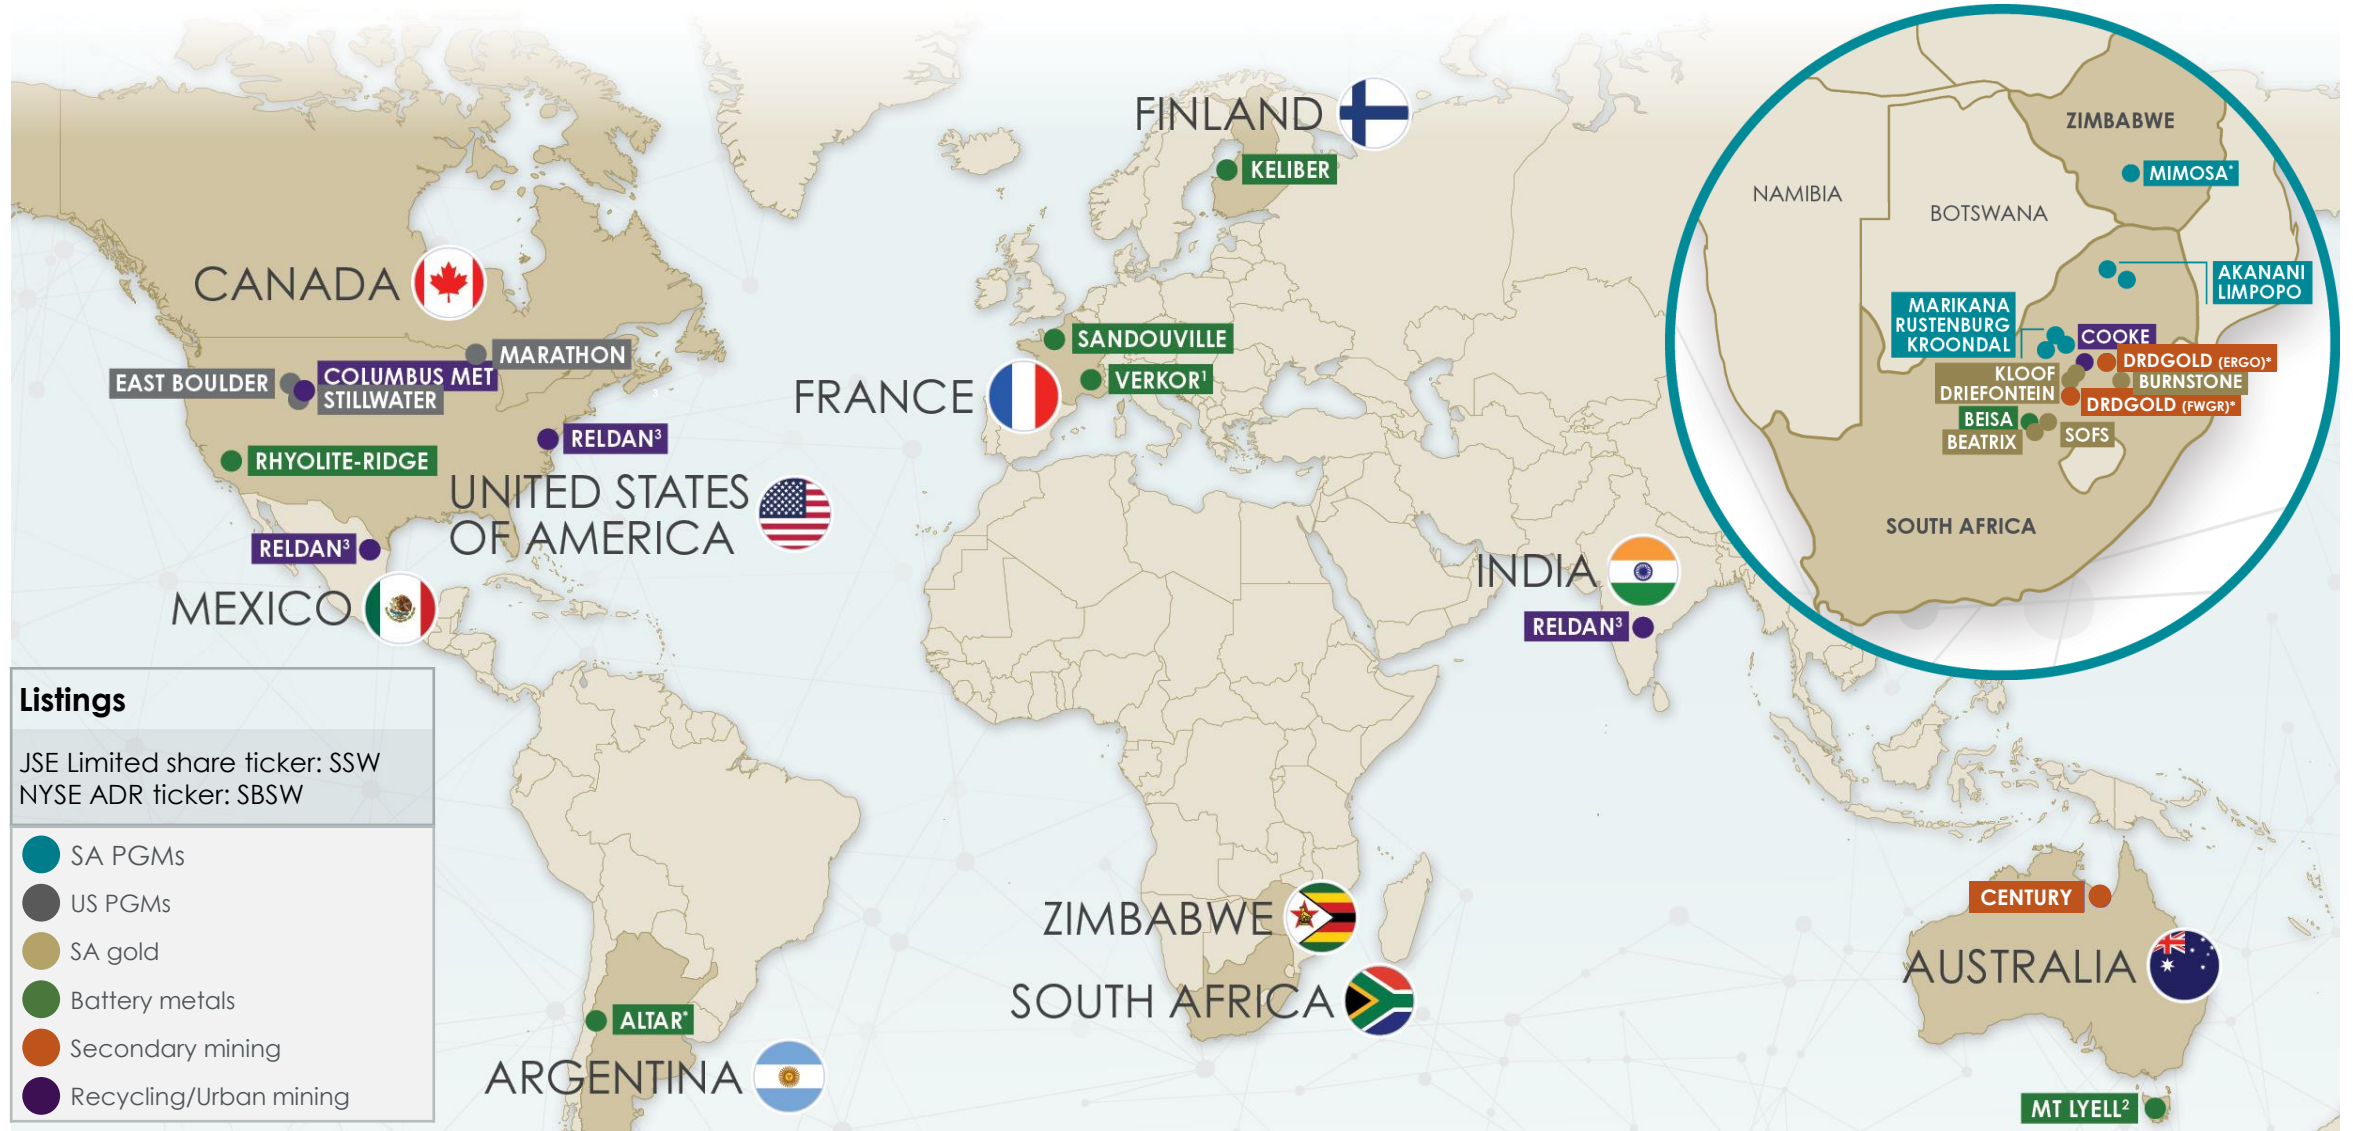 FINLAND
KELIBER
CANADA
MARATHON
COLUMBUS MET
EAST BOULDER
STILLWATER
RELDAN³
RHYOLITE-RIDGE
UNITED STATES
OF AMERICA
RELDAN³
MEXICO
SANDOUVILLE
VERKOR¹
FRANCE
INDIA
RELDAN³
ZIMBABWE
MIMOSA*
NAMIBIA
BOTSWANA
AKANANI
LIMPOPO
MARIKANA
RUSTENBURG
KROONDAL
COOKE
DRDGOLD (ERGO)*
KLOOF
DRIEFONTEIN
BURNSTONE
DRDGOLD (FWGR)*
BEISA
BEATRIX
SOFS
SOUTH AFRICA
Listings
JSE Limited share ticker: SSW
NYSE ADR ticker: SBSW
SA PGMs
US PGMs
SA gold
Battery metals
Secondary mining
Recycling/Urban mining
ALTAR*
ARGENTINA
ZIMBABWE
SOUTH AFRICA
CENTURY
AUSTRALIA
MT LYELL²
3